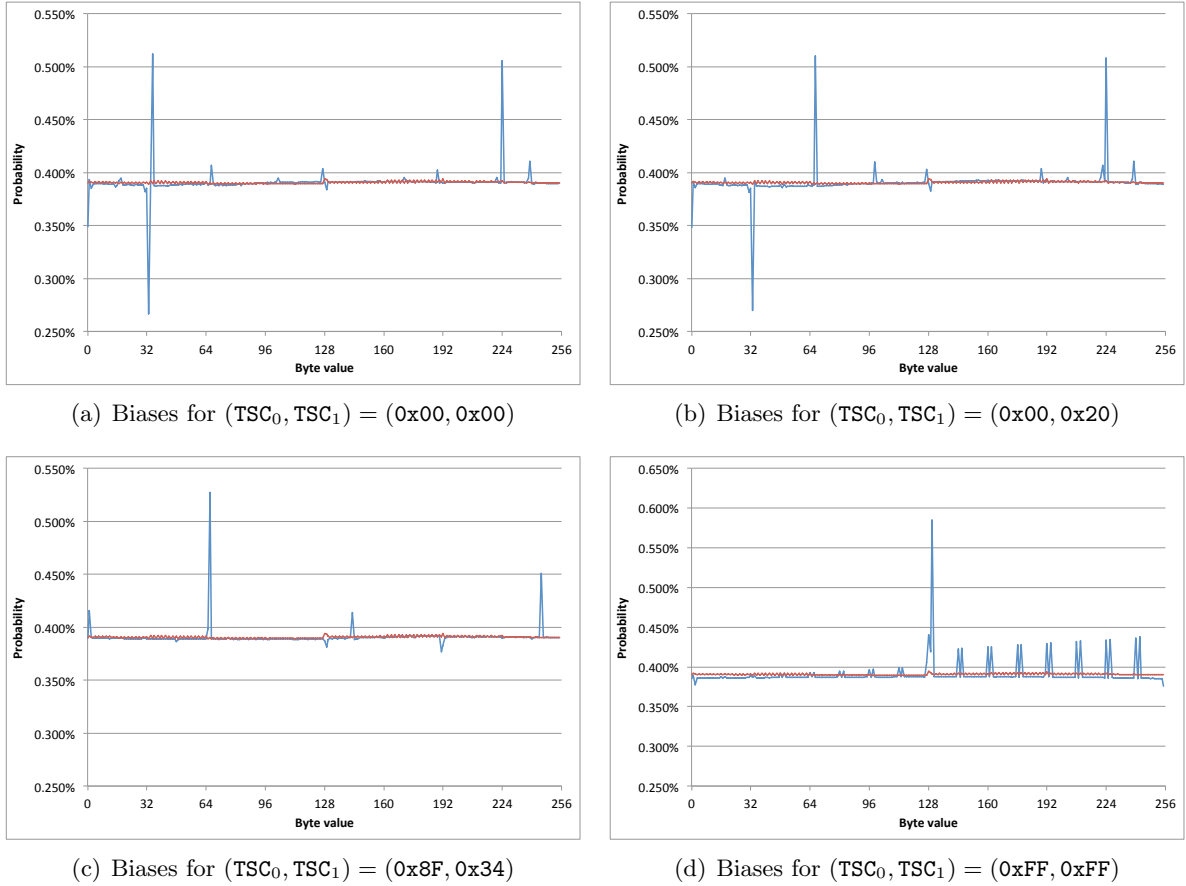 0.550%
0.500%
0.450%
0.400%
0.350%
0.300%
0.250%
Probability
0 32 64 96 128 160 192 224 256
Byte value
(a) Biases for (TSC0, TSC1) = (0x00, 0x00)
0.550%
0.500%
0.450%
0.400%
0.350%
0.300%
0.250%
Probability
0 32 64 96 128 160 192 224 256
Byte value
(b) Biases for (TSC0, TSC1) = (0x00, 0x20)
0.550%
0.500%
0.450%
0.400%
0.350%
0.300%
0.250%
Probability
0 32 64 96 128 160 192 224 256
Byte value
(c) Biases for (TSC0, TSC1) = (0x8F, 0x34)
0.650%
0.600%
0.550%
0.500%
0.450%
0.400%
0.350%
0.300%
0.250%
Probability
0 32 64 96 128 160 192 224 256
Byte value
(d) Biases for (TSC0, TSC1) = (0xFF, 0xFF)